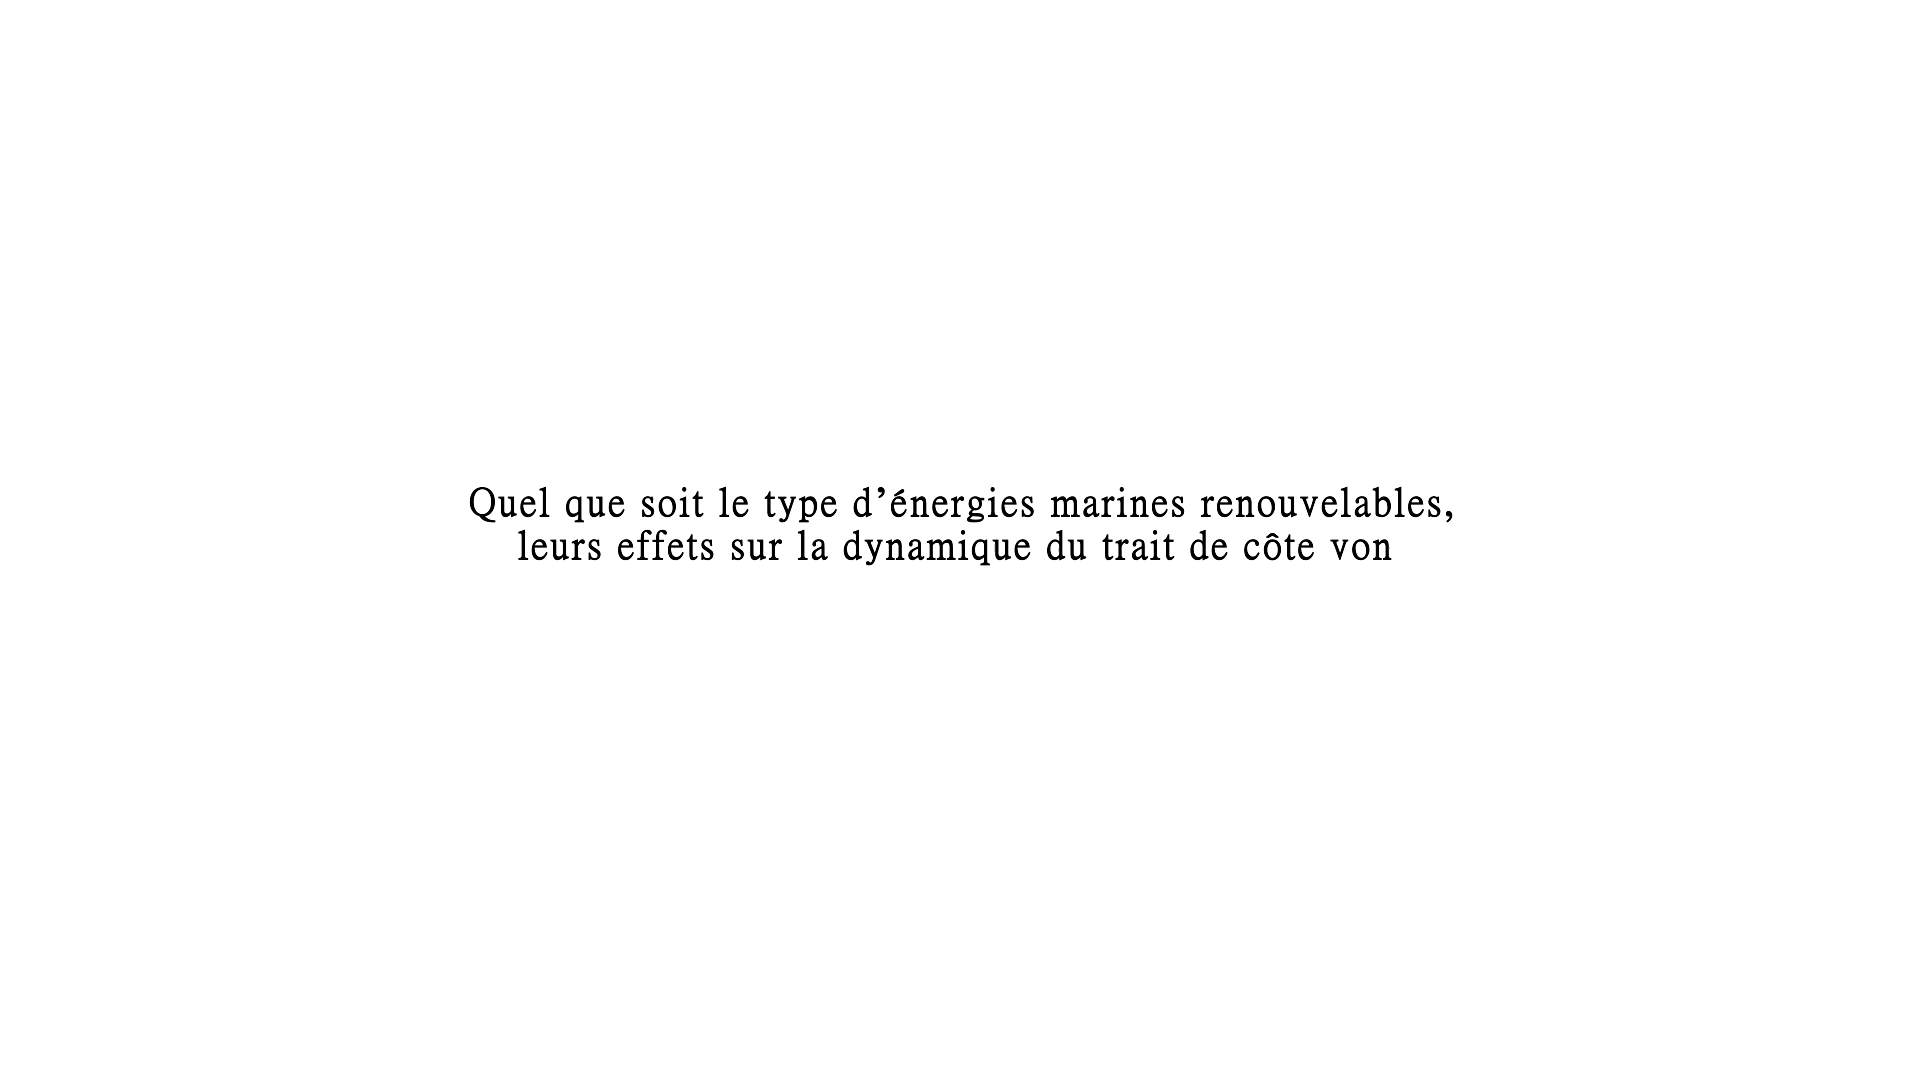 Quel que soit le type d’énergies marines renouvelables,
leurs effets sur la dynamique du trait de côte von